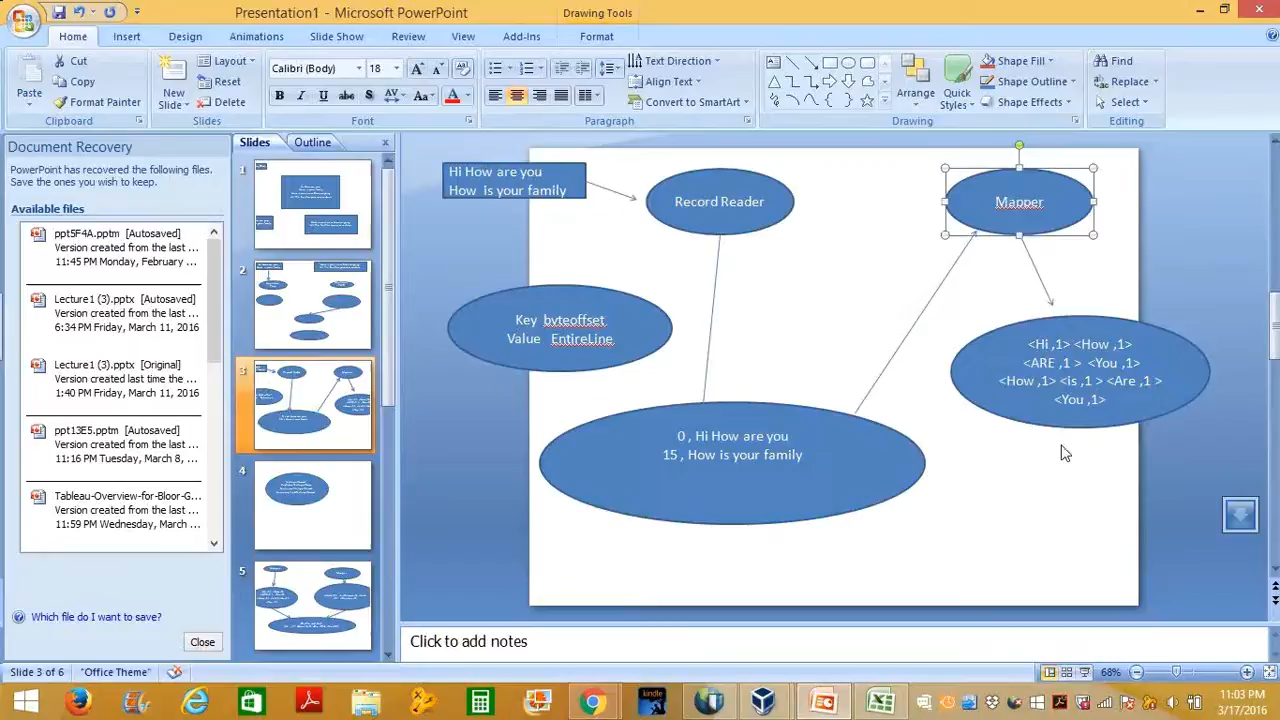 Presentation1 - Microsoft PowerPoint
Drawing Tools
Home
Insert
Design
Animations
Slide Show
Review
View
Add-Ins
Format
Paste
Cut
Copy
Format Painter
Clipboard
New
Slide
Layout
Reset
Delete
Slides
Calibri (Body)
18
B I U abc S AV Aa A
Font
Text Direction
Align Text
Convert to SmartArt
Paragraph
Arrange
Quick
Styles
Shape Fill
Shape Outline
Shape Effects
Drawing
Find
Replace
Select
Editing
Document Recovery
PowerPoint has recovered the following files.
Save the ones you wish to keep.
Available files
ppt5F4A.pptm [Autosaved]
Version created from the last ...
11:45 PM Monday, February ...
Lecture1 (3).pptx [Autosaved]
Version created from the last ...
6:34 PM Friday, March 11, 2016
Lecture1 (3).pptx [Original]
Version created last time the ...
1:40 PM Friday, March 11, 2016
ppt13E5.pptm [Autosaved]
Version created from the last ...
11:16 PM Tuesday, March 8, ...
Tableau-Overview-for-Bloor-G...
Version created from the last ...
11:59 PM Wednesday, March ...
Which file do I want to save?
Close
Slides
Outline
1
2
3
4
5
Hi How are you
How is your family
Record Reader
Mapper
Key byteoffset
Value EntireLine
<Hi ,1> <How ,1>
<ARE ,1 > <You ,1>
<How ,1> <Is ,1 > <Are ,1 >
<You ,1>
0 , Hi How are you
15 , How is your family
Click to add notes
Slide 3 of 6
"Office Theme"
68%
kindle
11:03 PM
3/17/2016